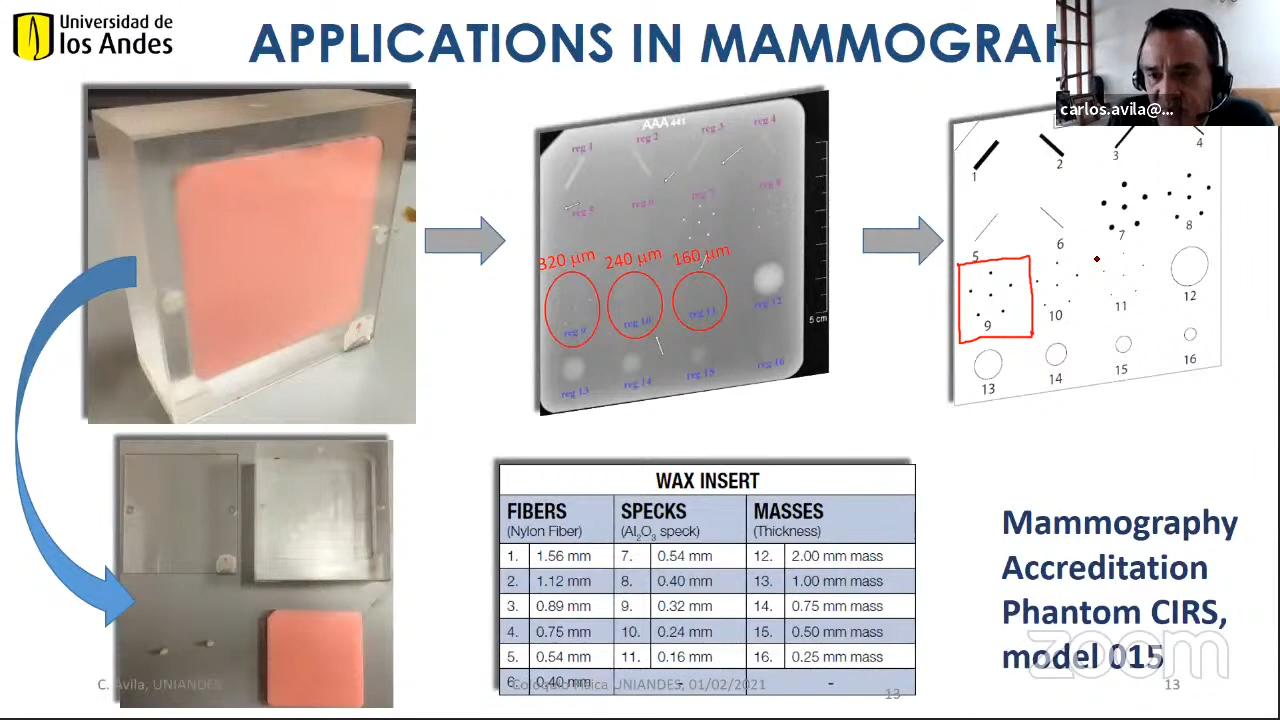 Universidad de
los Andes
APPLICATIONS IN MAMMOGRAF
carlos.avila@...
AAA 441
reg 1
reg 2
reg 3
reg 4
reg 6
reg 7
reg 8
320 µm
240 µm
160 µm
reg 9
reg 10
reg 11
reg 12
reg 13
reg 14
reg 15
reg 16
5 cm
1
2
3
4
5
6
7
8
9
10
11
12
13
14
15
16
WAX INSERT
FIBERS
(Nylon Fiber)
SPECKS
(Al2O3 speck)
MASSES
(Thickness)
1. 1.56 mm 7. 0.54 mm 12. 2.00 mm mass
2. 1.12 mm 8. 0.40 mm 13. 1.00 mm mass
3. 0.89 mm 9. 0.32 mm 14. 0.75 mm mass
4. 0.75 mm 10. 0.24 mm 15. 0.50 mm mass
5. 0.54 mm 11. 0.16 mm 16. 0.25 mm mass
6. 0.40 mm - -
Mammography
Accreditation
Phantom CIRS,
model 015
zoom
C. Avila, UNIANDES
Coloquio Física UNIANDES, 01/02/2021
13
13